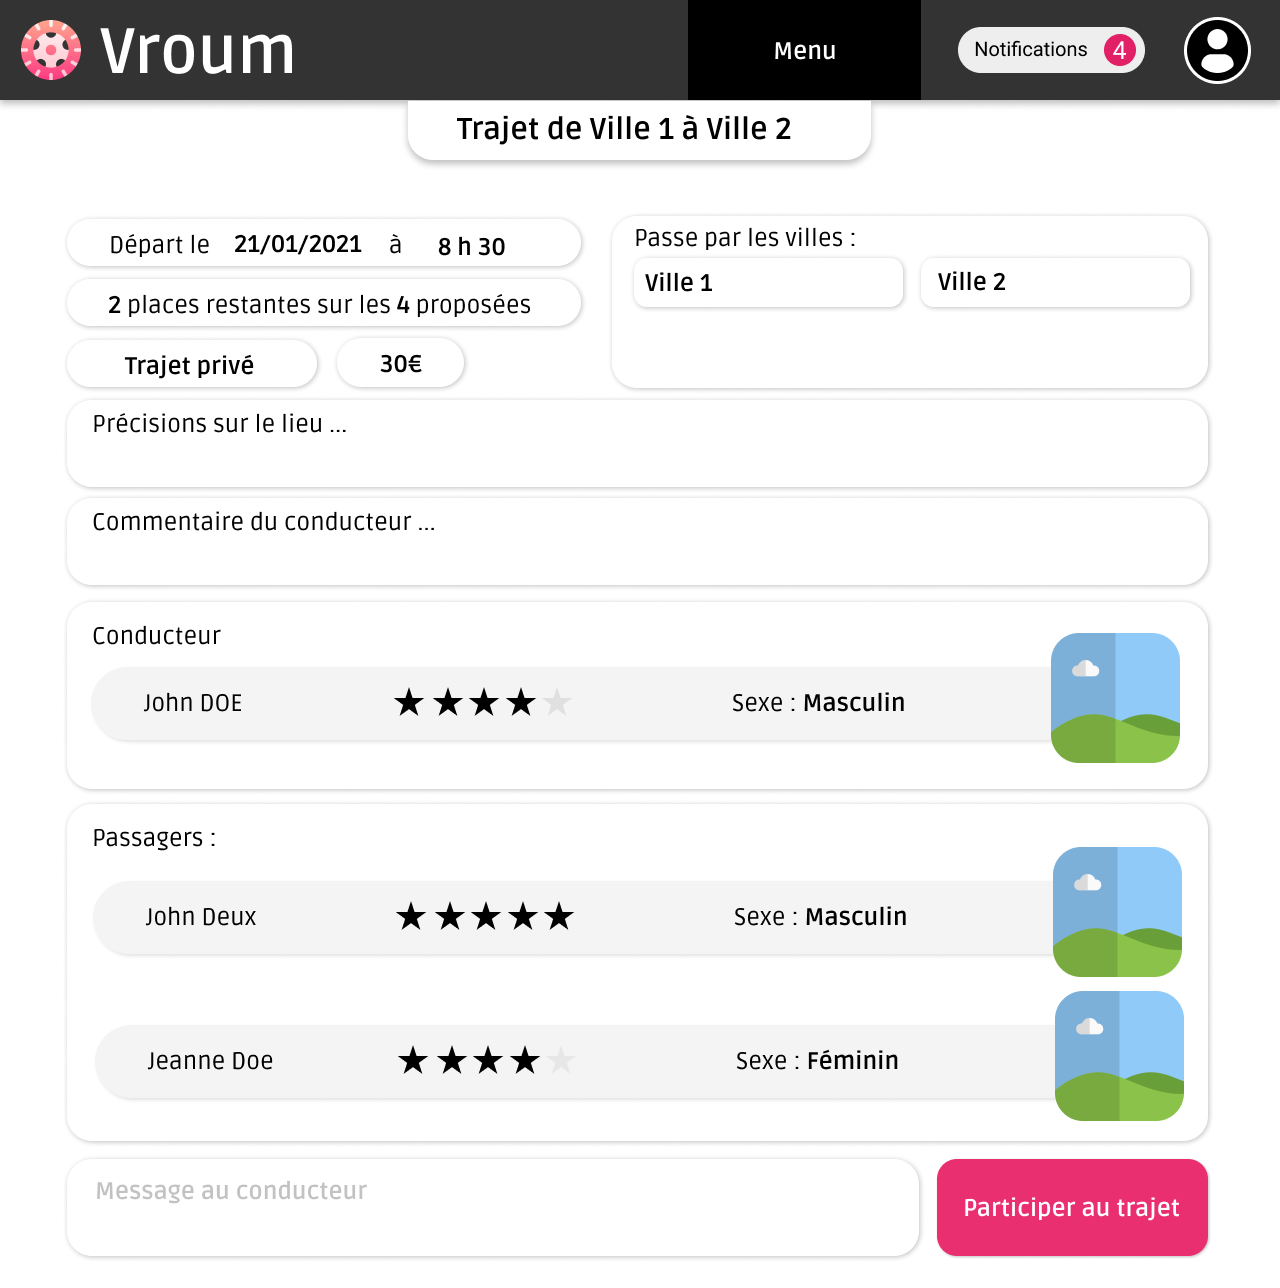 Vroum
Menu
Notifications 4
Trajet de Ville 1 à Ville 2
Départ le 21/01/2021 à 8 h 30
2 places restantes sur les 4 proposées
Trajet privé 30€
Passe par les villes :
Ville 1 Ville 2
Précisions sur le lieu ...
Commentaire du conducteur ...
Conducteur
John DOE ★★★★★ Sexe : Masculin
Passagers :
John Deux ★★★★★ Sexe : Masculin
Jeanne Doe ★★★★★ Sexe : Féminin
Message au conducteur
Participer au trajet